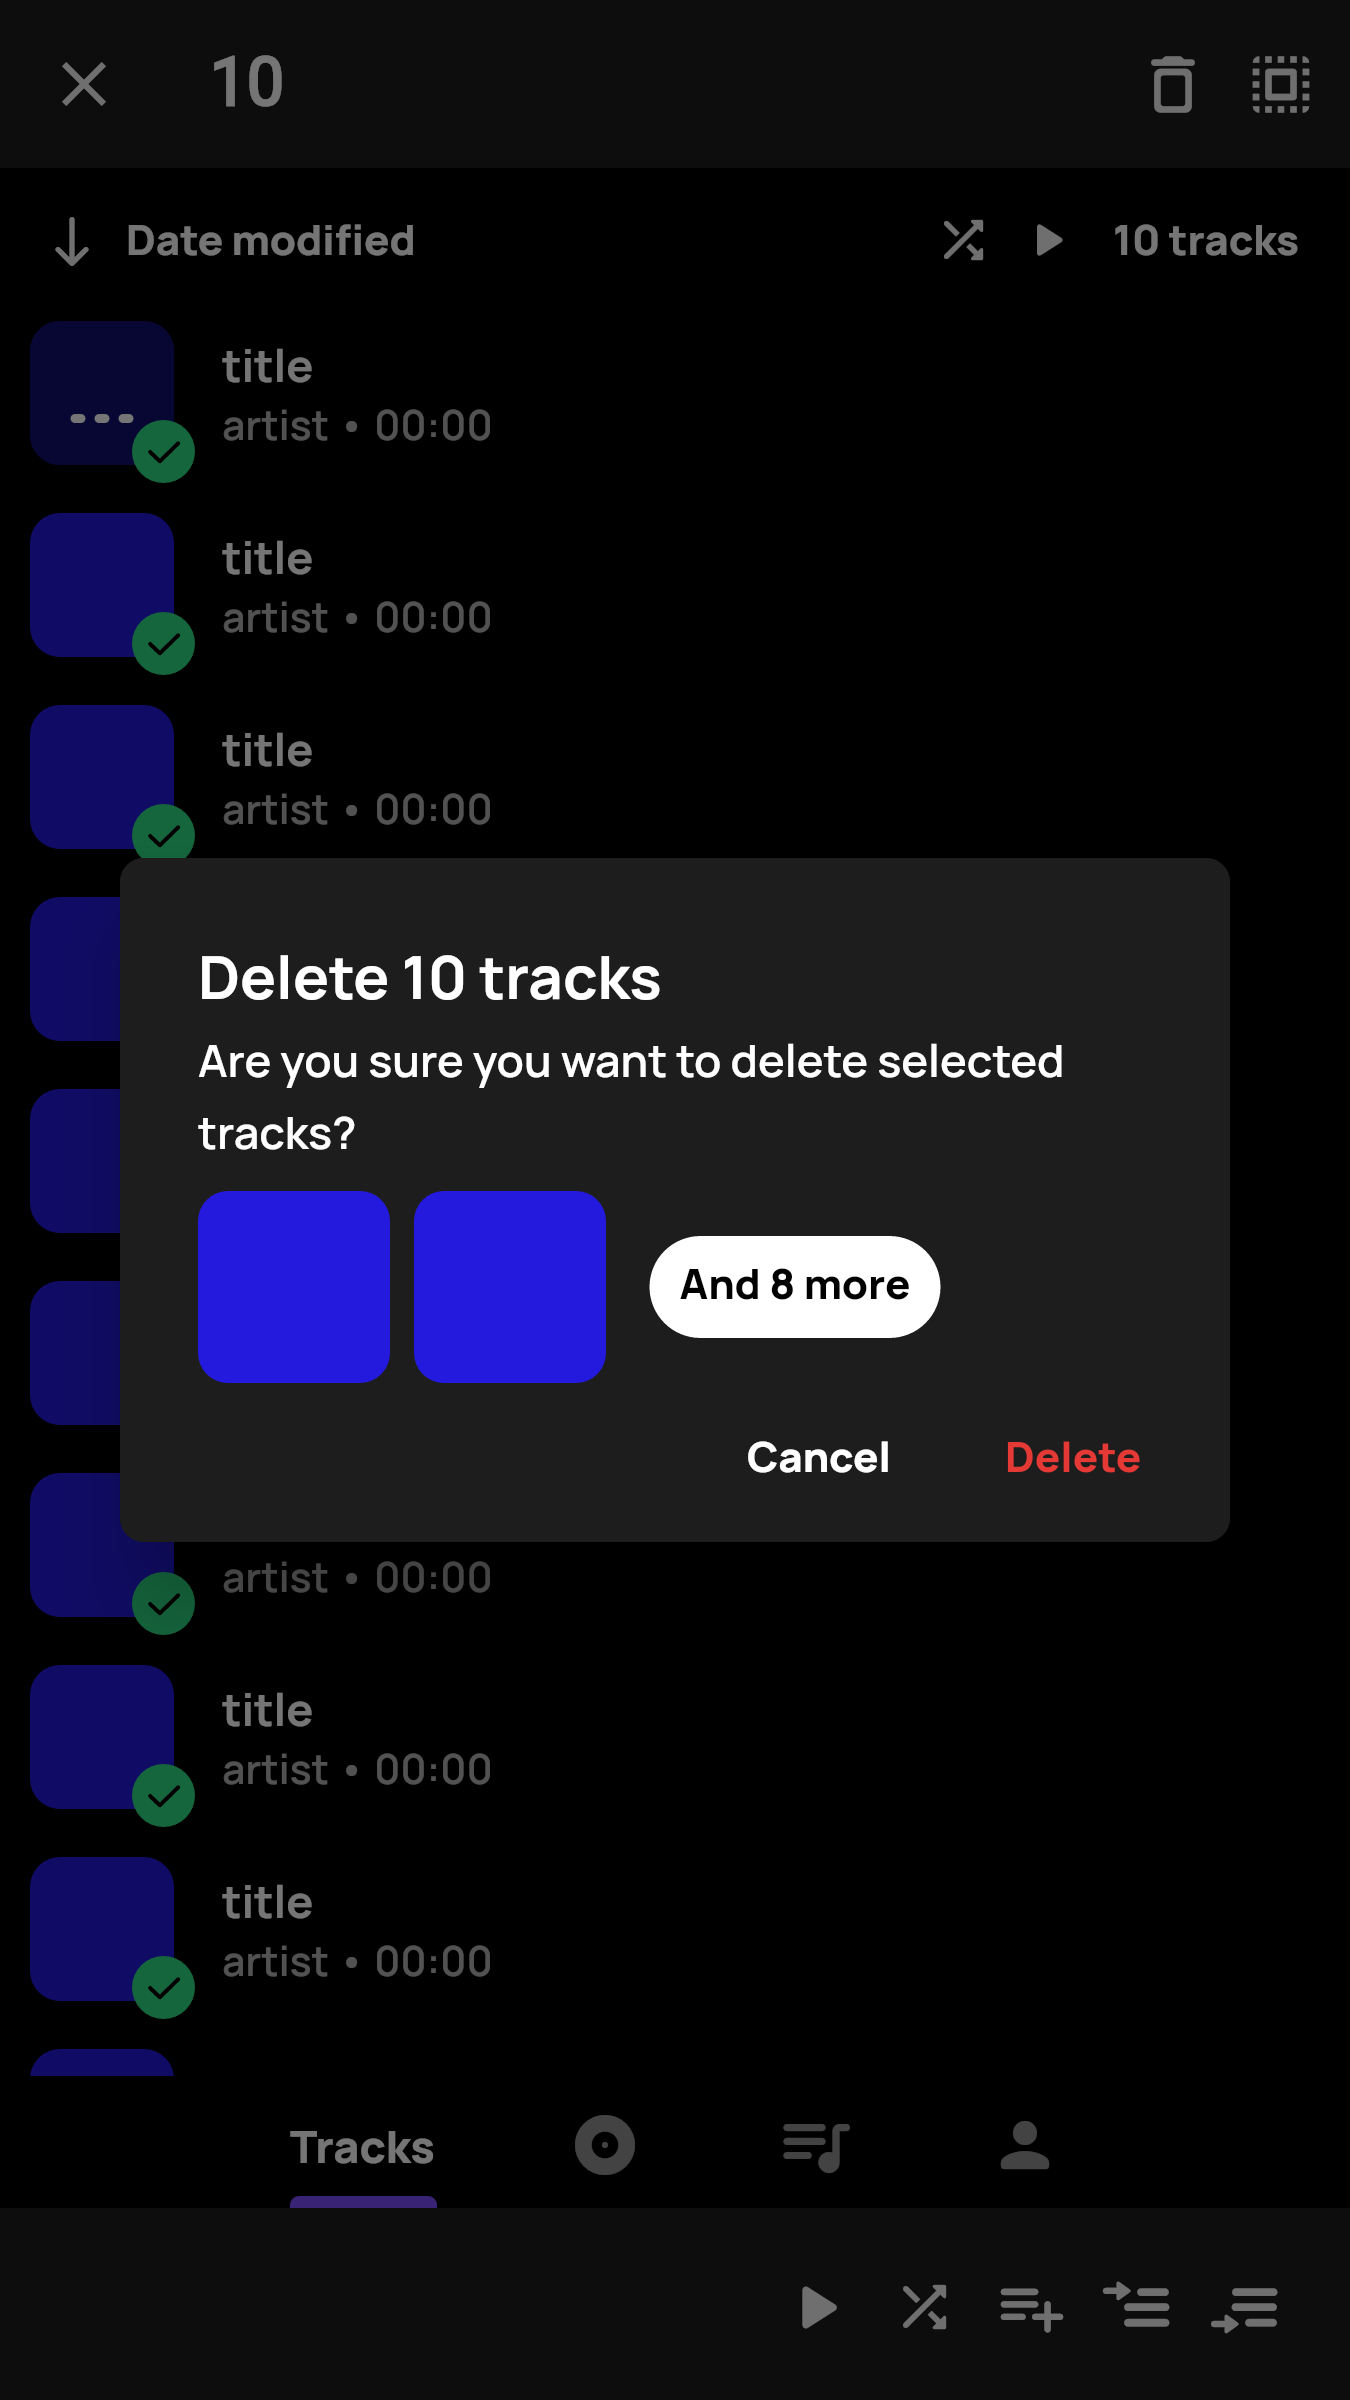 10
Date modified
10 tracks
title
artist • 00:00
title
artist • 00:00
title
artist • 00:00
Delete 10 tracks
Are you sure you want to delete selected
tracks?
And 8 more
Cancel
Delete
artist • 00:00
title
artist • 00:00
title
artist • 00:00
Tracks